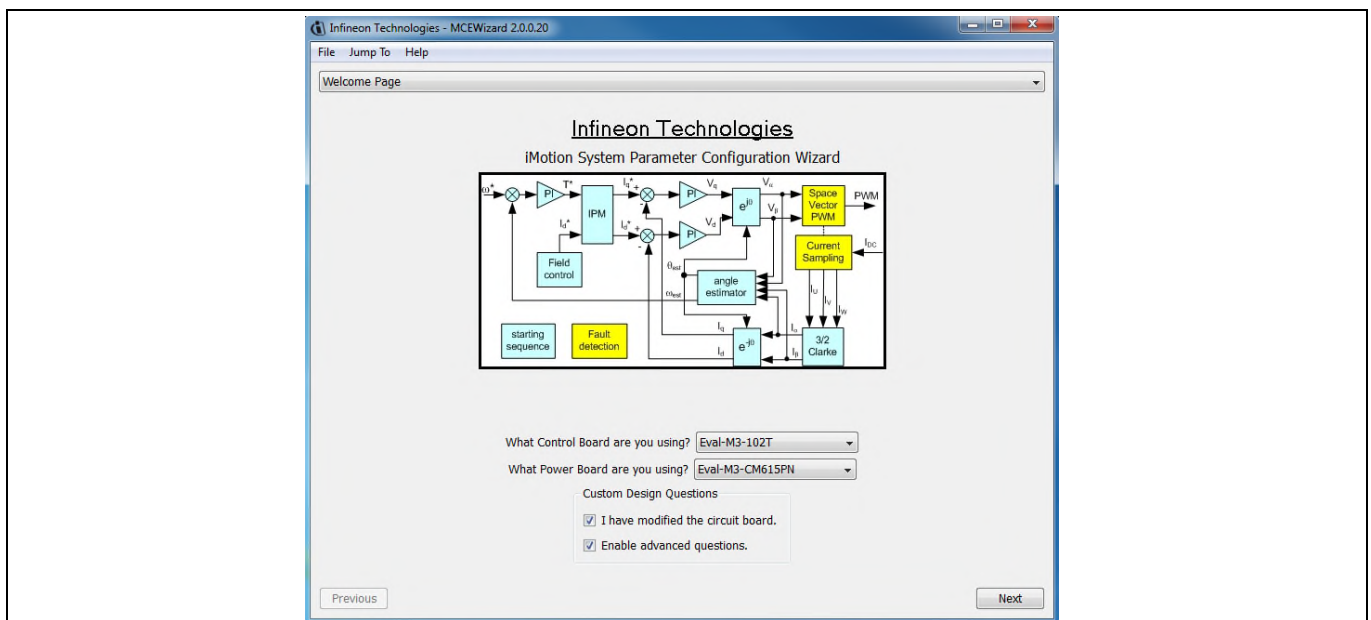 Infineon Technologies - MCEWizard 2.0.0.20
File Jump To Help
Welcome Page
Infineon Technologies
iMotion System Parameter Configuration Wizard
ω* PI T* Iq* + - PI Vq Vα
IPM ejθ Space Vector PWM PWM
Id* Id* + - PI Vd Vβ
Field control
Current Sampling IDC
θest
angle estimator
ωest
IU IV IW
Iq Iα
starting sequence
Fault detection
e-jθ
3/2 Clarke
Id Iβ
What Control Board are you using? Eval-M3-102T
What Power Board are you using? Eval-M3-CM615PN
Custom Design Questions
I have modified the circuit board.
Enable advanced questions.
Previous Next